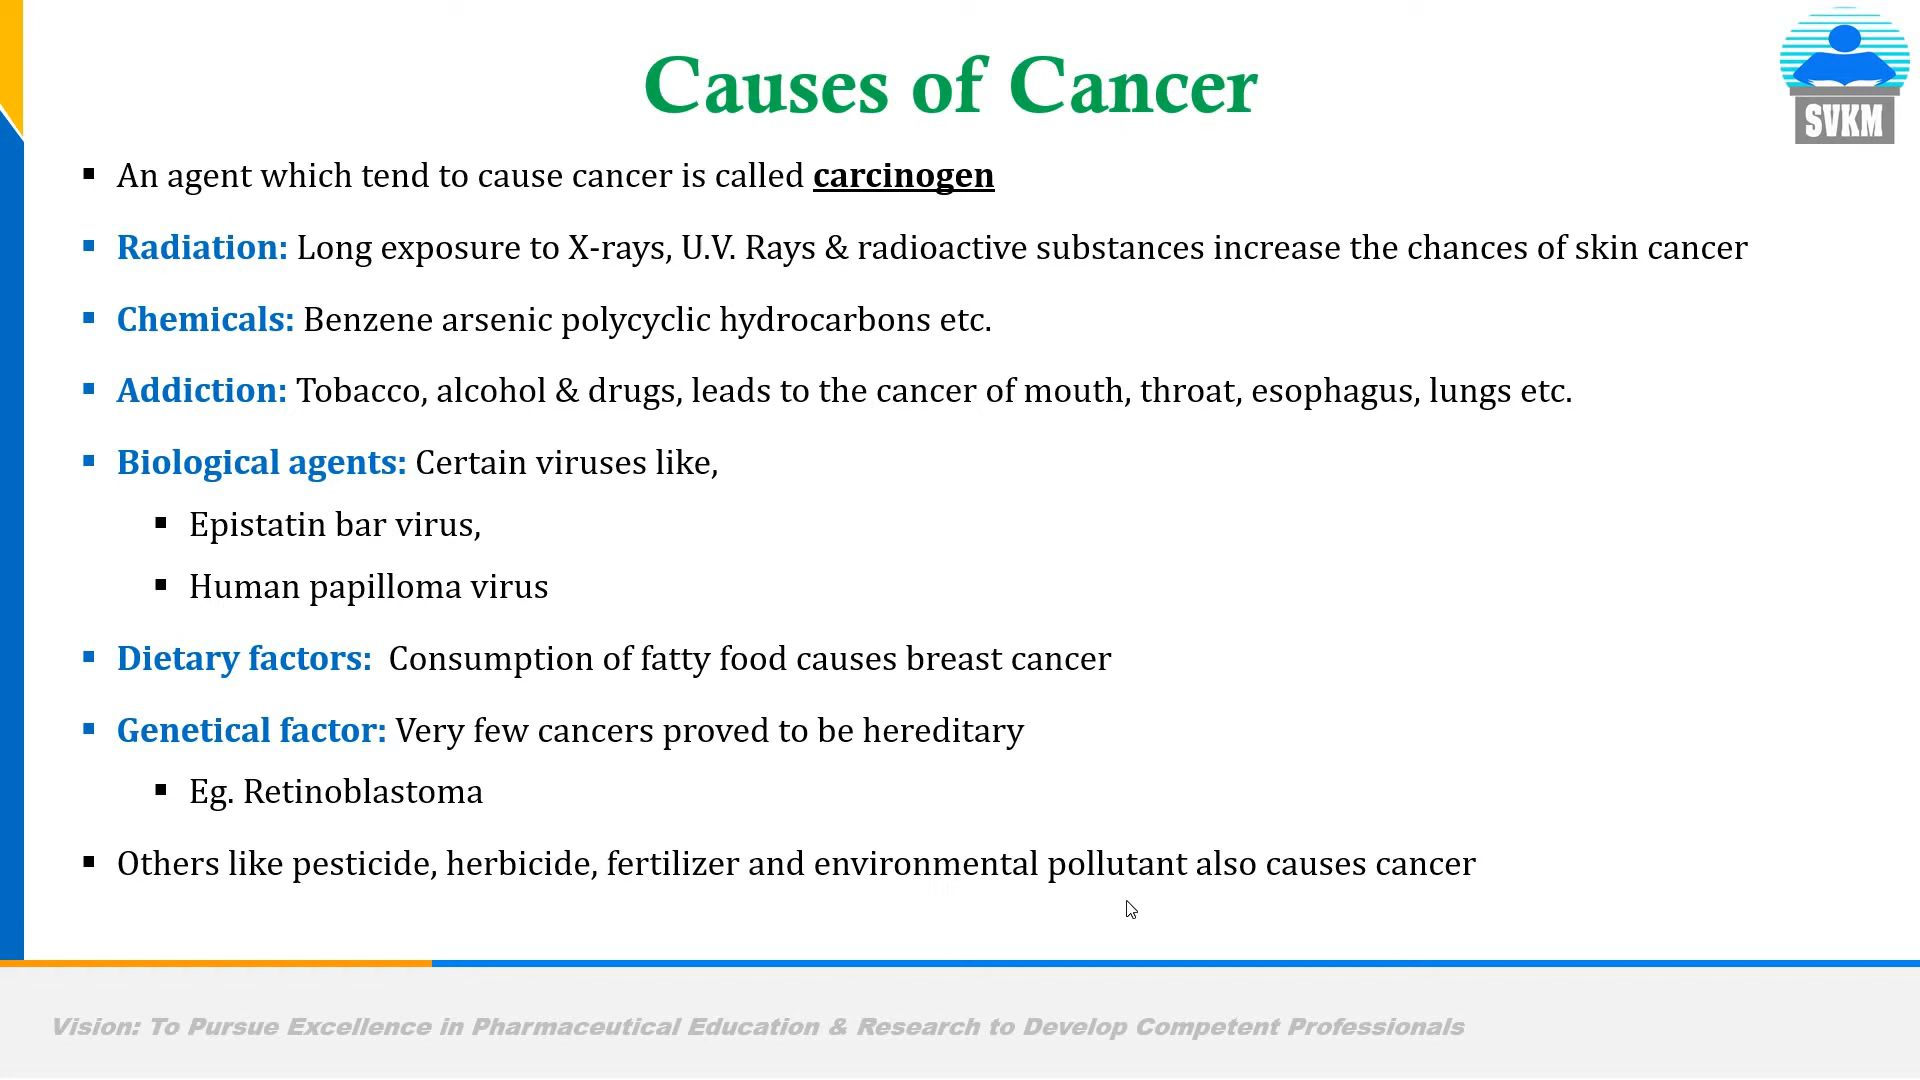 Causes of Cancer
SVKM
▪ An agent which tend to cause cancer is called carcinogen
▪ Radiation: Long exposure to X-rays, U.V. Rays & radioactive substances increase the chances of skin cancer
▪ Chemicals: Benzene arsenic polycyclic hydrocarbons etc.
▪ Addiction: Tobacco, alcohol & drugs, leads to the cancer of mouth, throat, esophagus, lungs etc.
▪ Biological agents: Certain viruses like,
▪ Epistatin bar virus,
▪ Human papilloma virus
▪ Dietary factors: Consumption of fatty food causes breast cancer
▪ Genetical factor: Very few cancers proved to be hereditary
▪ Eg. Retinoblastoma
▪ Others like pesticide, herbicide, fertilizer and environmental pollutant also causes cancer
Vision: To Pursue Excellence in Pharmaceutical Education & Research to Develop Competent Professionals